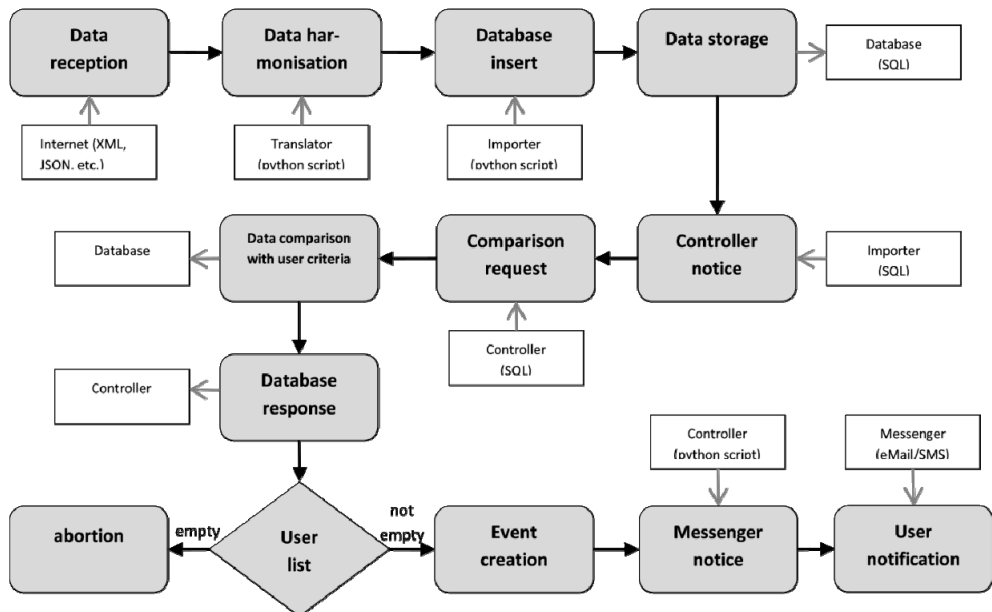 Data
reception
Data har-
monisation
Database
insert
Data storage
Database
(SQL)
Internet (XML,
JSON, etc.)
Translator
(python script)
Importer
(python script)
Database
Data comparison
with user criteria
Comparison
request
Controller
notice
Importer
(SQL)
Controller
(SQL)
Controller
Database
response
Controller
(python script)
Messenger
(eMail/SMS)
abortion
empty
User
list
not
empty
Event
creation
Messenger
notice
User
notification